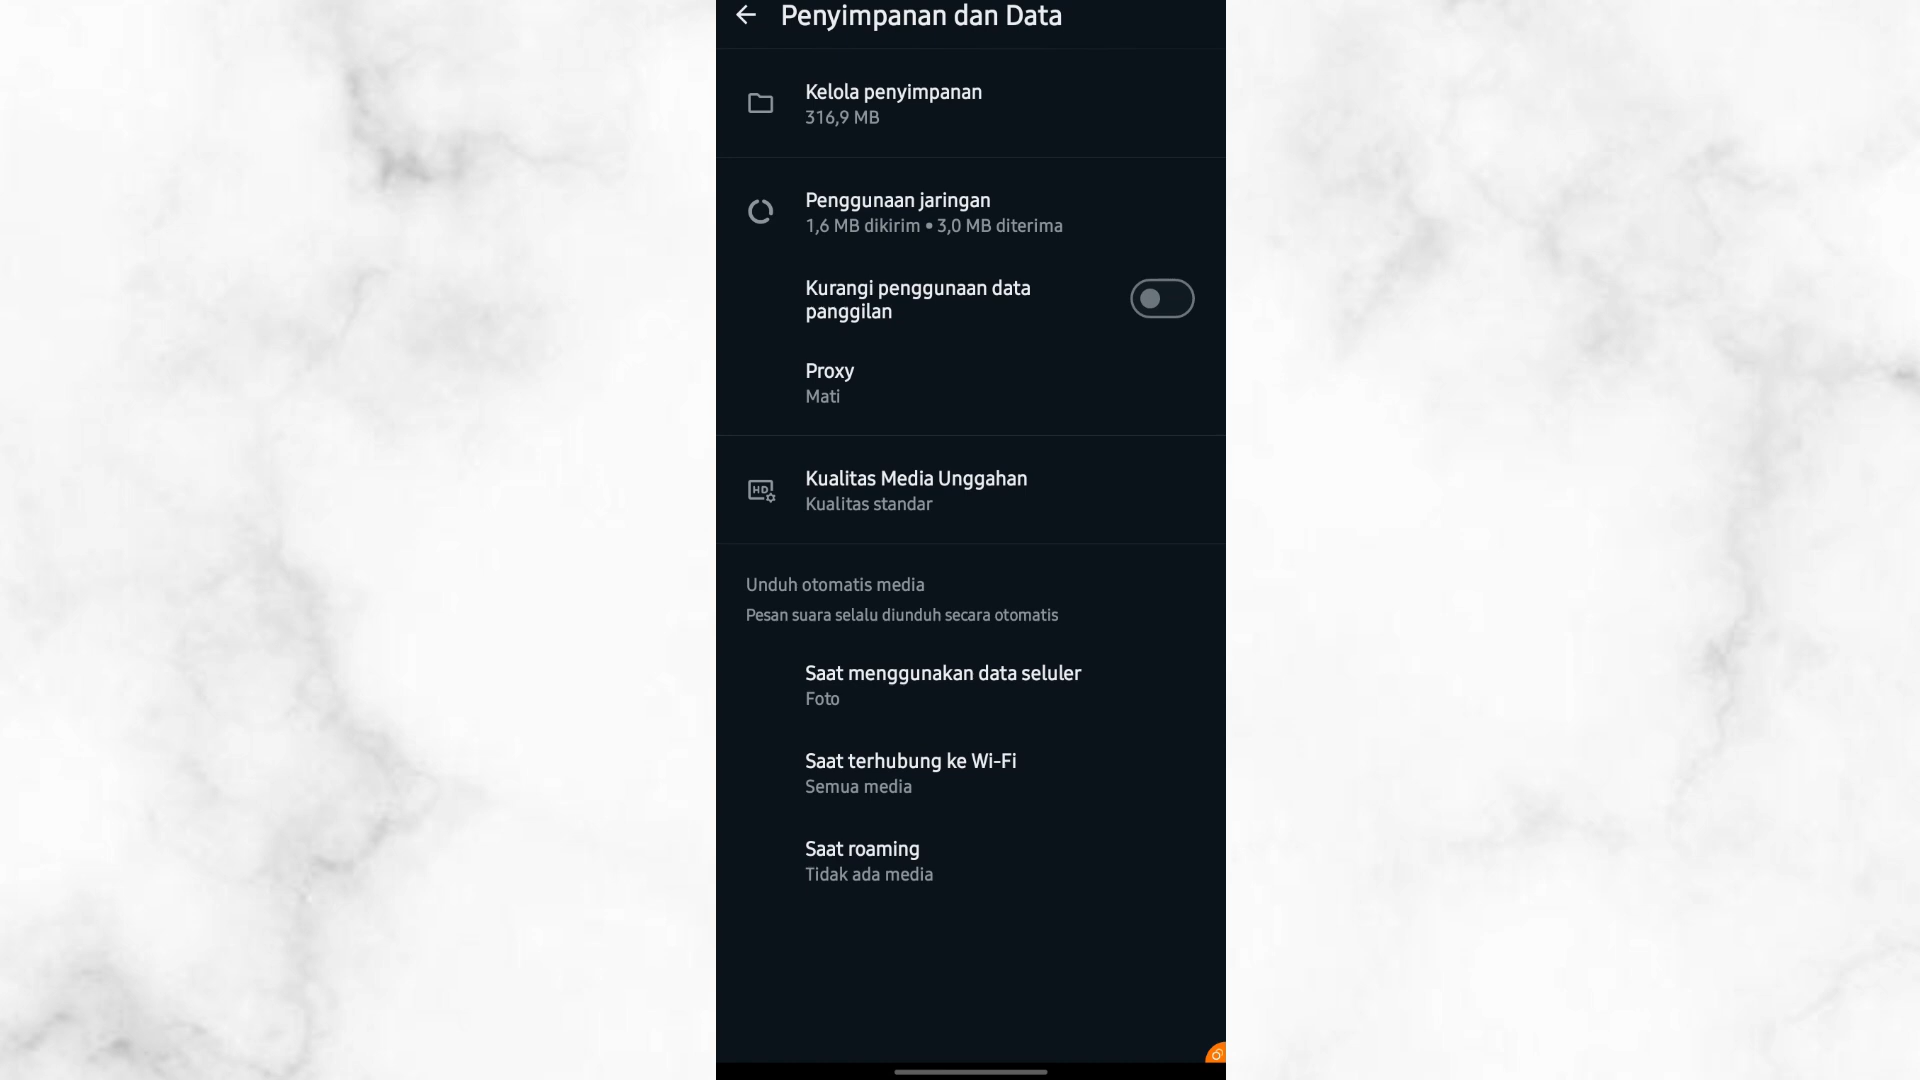 Penyimpanan dan Data
Kelola penyimpanan
316,9 MB
Penggunaan jaringan
1,6 MB dikirim • 3,0 MB diterima
Kurangi penggunaan data
panggilan
Proxy
Mati
HD
Kualitas Media Unggahan
Kualitas standar
Unduh otomatis media
Pesan suara selalu diunduh secara otomatis
Saat menggunakan data seluler
Foto
Saat terhubung ke Wi-Fi
Semua media
Saat roaming
Tidak ada media